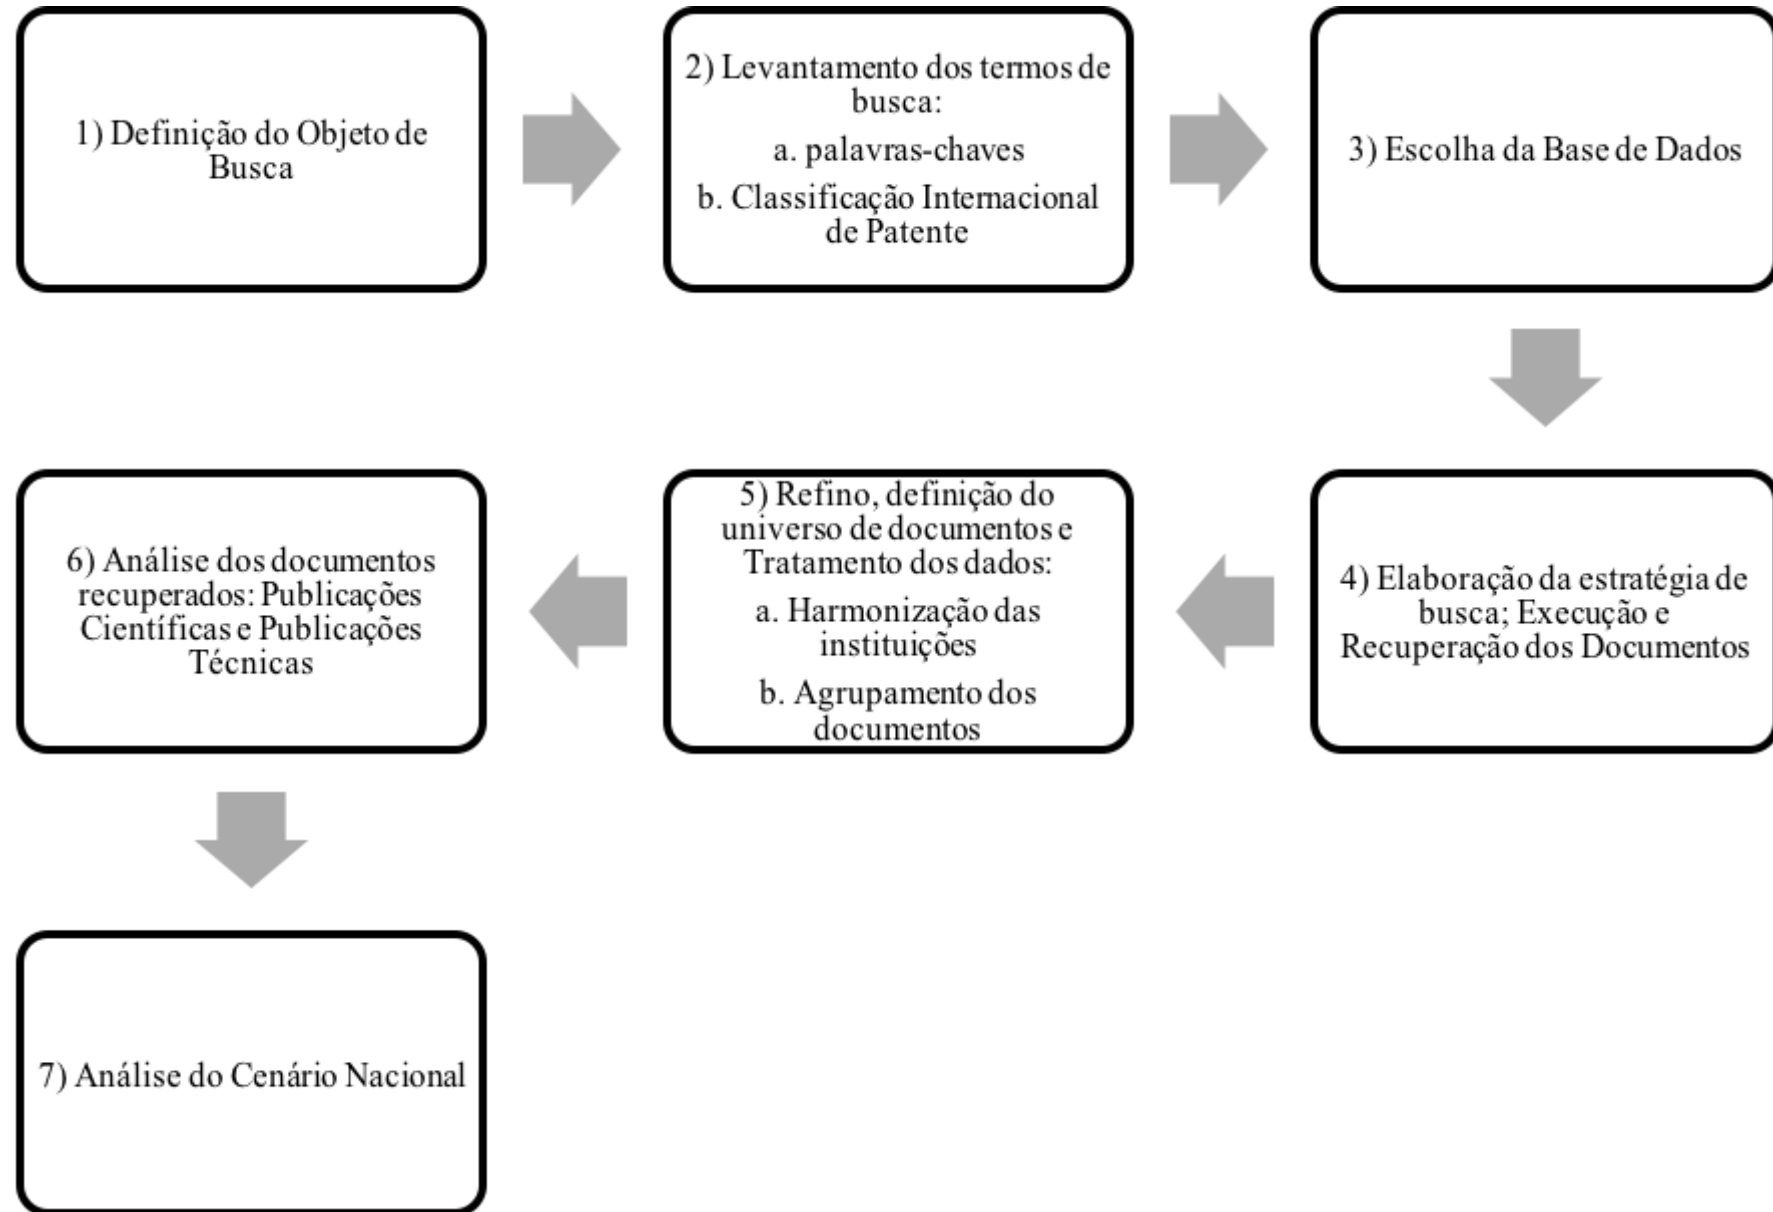 1) Definição do Objeto de
Busca
2) Levantamento dos termos de
busca:
a. palavras-chaves
b. Classificação Internacional
de Patente
3) Escolha da Base de Dados
4) Elaboração da estratégia de
busca; Execução e
Recuperação dos Documentos
5) Refino, definição do
universo de documentos e
Tratamento dos dados:
a. Harmonização das
instituições
b. Agrupamento dos
documentos
6) Análise dos documentos
recuperados: Publicações
Científicas e Publicações
Técnicas
7) Análise do Cenário Nacional